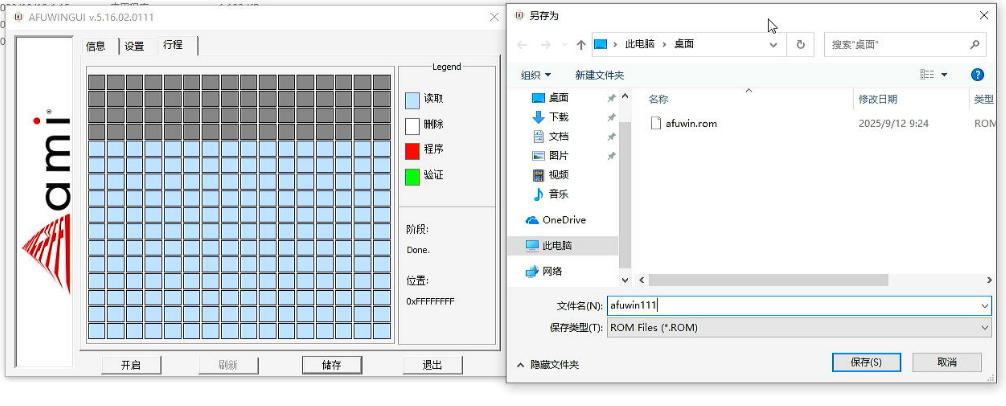 AFUWINGUI v.5.16.02.0111
信息
设置
行程
Legend
读取
删除
程序
验证
阶段:
Done.
位置:
0xFFFFFFFF
ami
开启
刷新
储存
退出
另存为
此电脑 > 桌面
搜索"桌面"
组织
新建文件夹
桌面
下载
文档
图片
视频
音乐
OneDrive
此电脑
网络
名称
修改日期
类型
afuwin.rom
2025/9/12 9:24
ROM
文件名(N):
afuwin111
保存类型(T):
ROM Files (*.ROM)
隐藏文件夹
保存(S)
取消